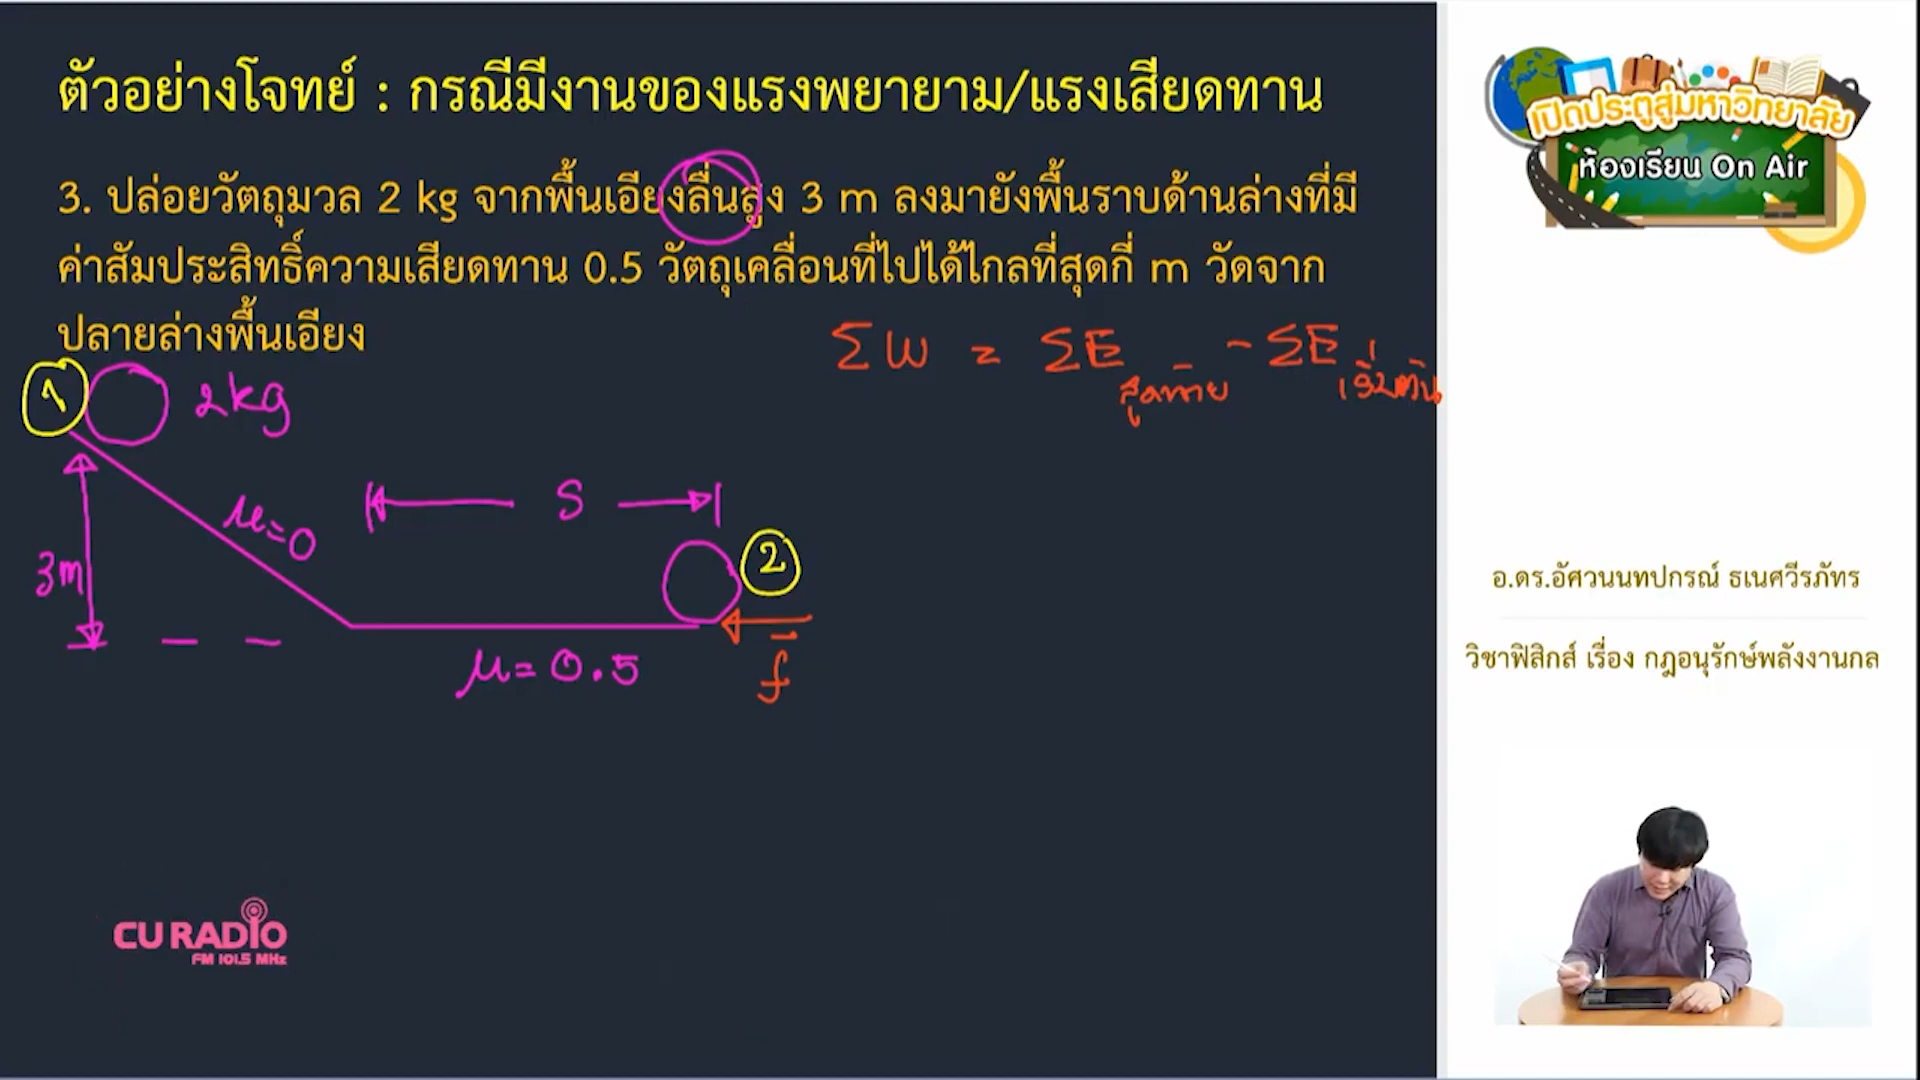 ตัวอย่างโจทย์ : กรณีมีงานของแรงพยายาม/แรงเสียดทาน
3. ปล่อยวัตถุมวล 2 kg จากพื้นเอียงลื่นสูง 3 m ลงมายังพื้นราบด้านล่างที่มี
ค่าสัมประสิทธิ์ความเสียดทาน 0.5 วัตถุเคลื่อนที่ไปได้ไกลที่สุดกี่ m วัดจาก
ปลายล่างพื้นเอียง
ΣW = ΣE สุดท้าย - ΣE เริ่มต้น
1
2kg
μ=0
S
3m
2
μ=0.5
f
CU RADIO
FM 101.5 MHz
เปิดประตูสู่มหาวิทยาลัย
ห้องเรียน On Air
อ.ดร.อัศวนนทปกรณ์ ธเนศวีรภัทร
วิชาฟิสิกส์ เรื่อง กฎอนุรักษ์พลังงานกล